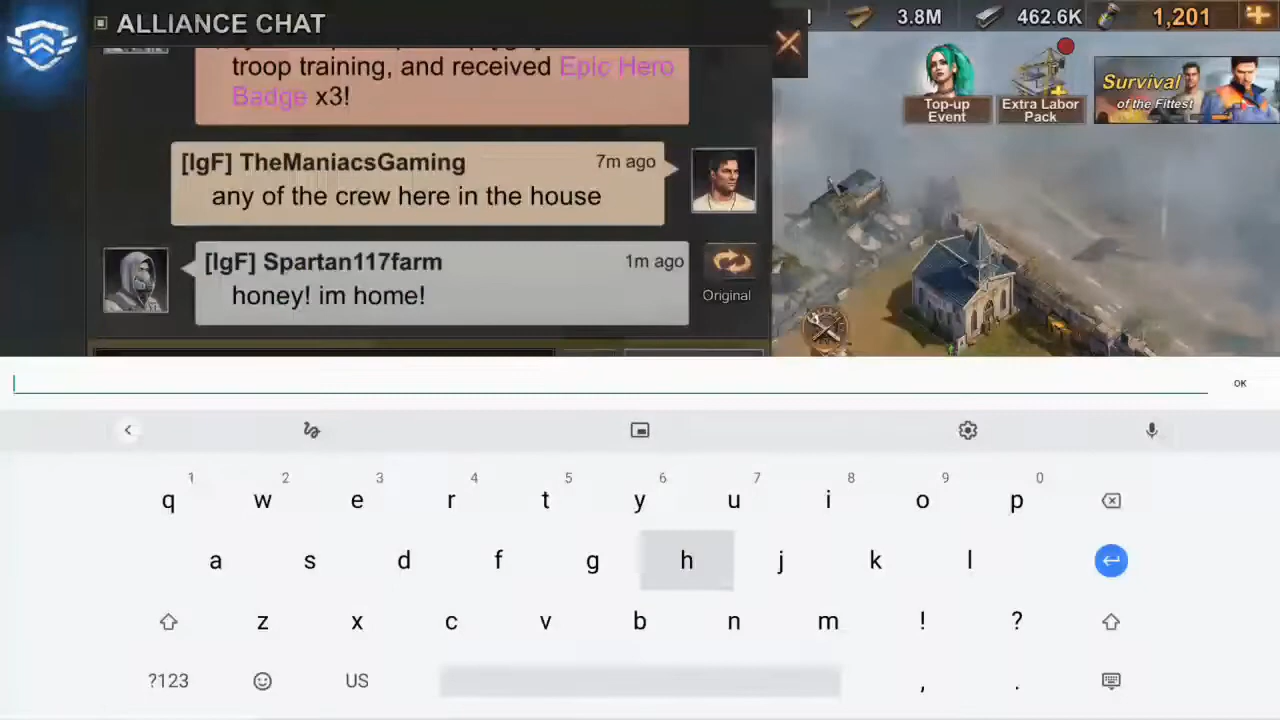 ALLIANCE CHAT
3.8M
462.6K
1,201
troop training, and received Epic Hero
Badge x3!
Top-up
Event
Extra Labor
Pack
Survival
of the Fittest
[IgF] TheManiacsGaming
7m ago
any of the crew here in the house
[IgF] Spartan117farm
1m ago
honey! im home!
Original
OK
1 2 3 4 5 6 7 8 9 0
q w e r t y u i o p
a s d f g h j k l
z x c v b n m ! ?
?123 US , .